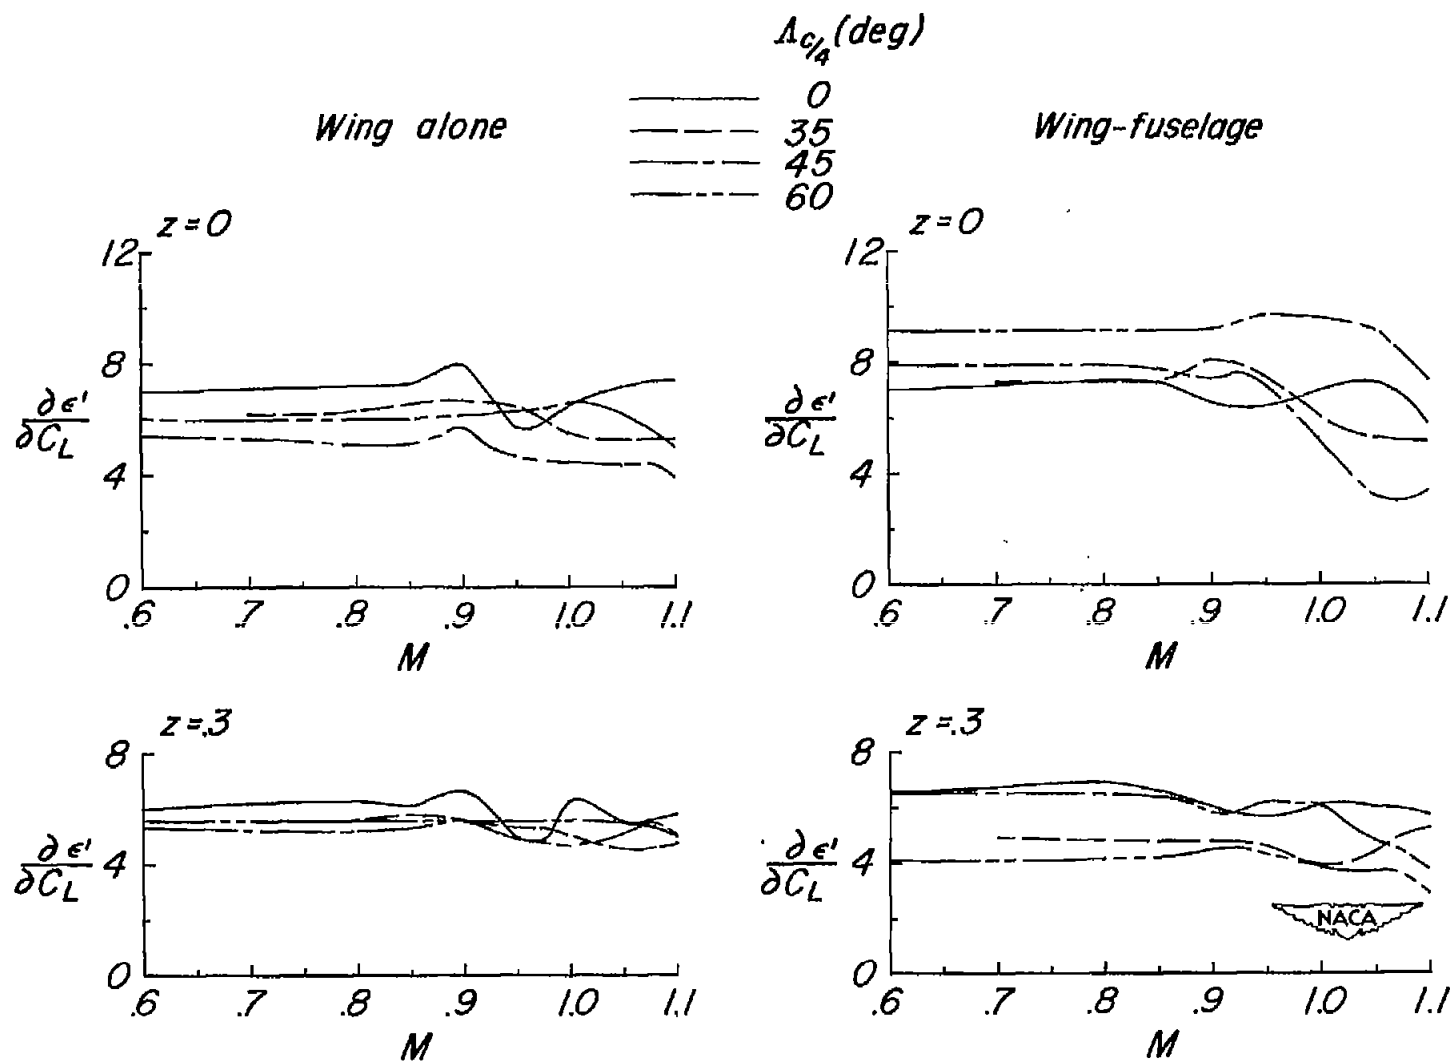 Λc/4 (deg)
0
35
45
60
Wing alone
Wing-fuselage
z=0
12
8
4
0
∂ϵ'
∂CL
.6 .7 .8 .9 1.0 1.1
M
z=0
12
8
4
0
∂ϵ'
∂CL
.6 .7 .8 .9 1.0 1.1
M
z=.3
8
4
0
∂ϵ'
∂CL
.6 .7 .8 .9 1.0 1.1
M
z=.3
8
4
0
∂ϵ'
∂CL
.6 .7 .8 .9 1.0 1.1
M
NACA